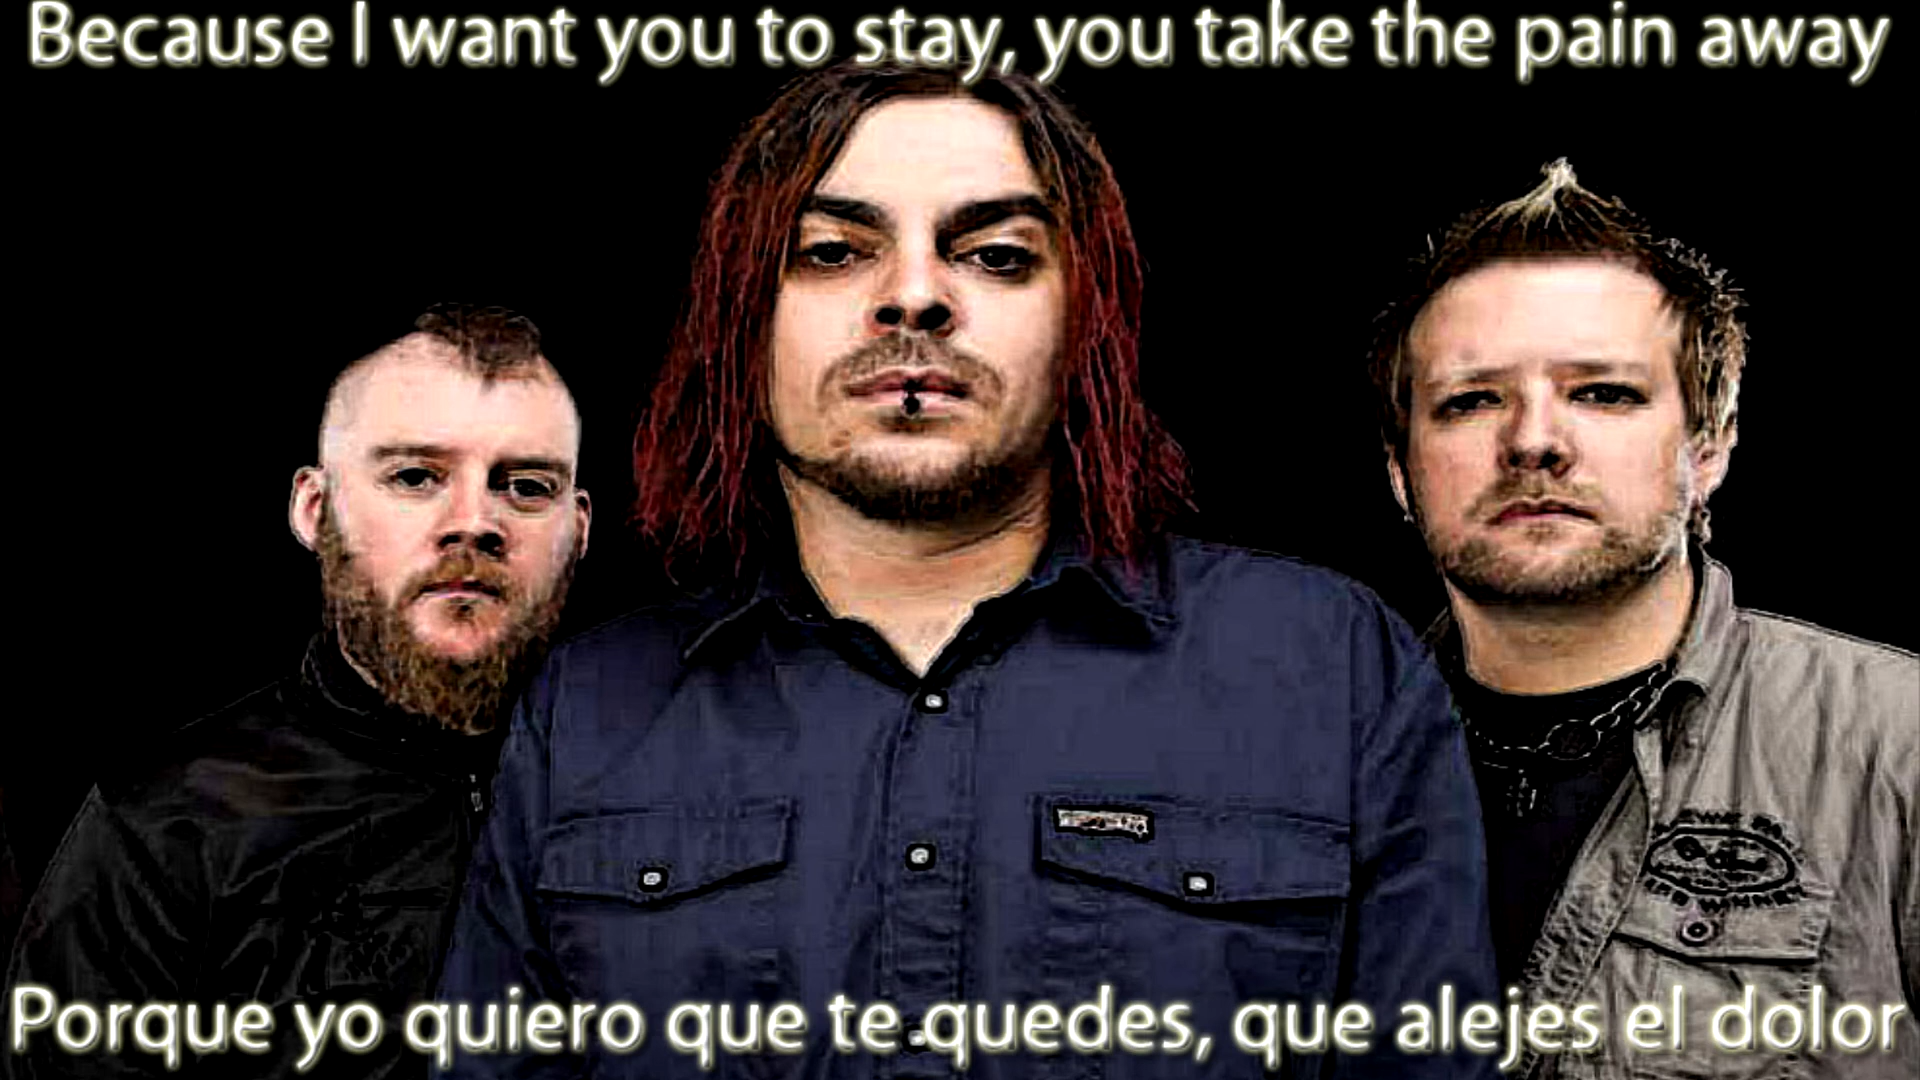 Because I want you to stay, you take the pain away
Porque yo quiero que te quedes, que alejes el dolor